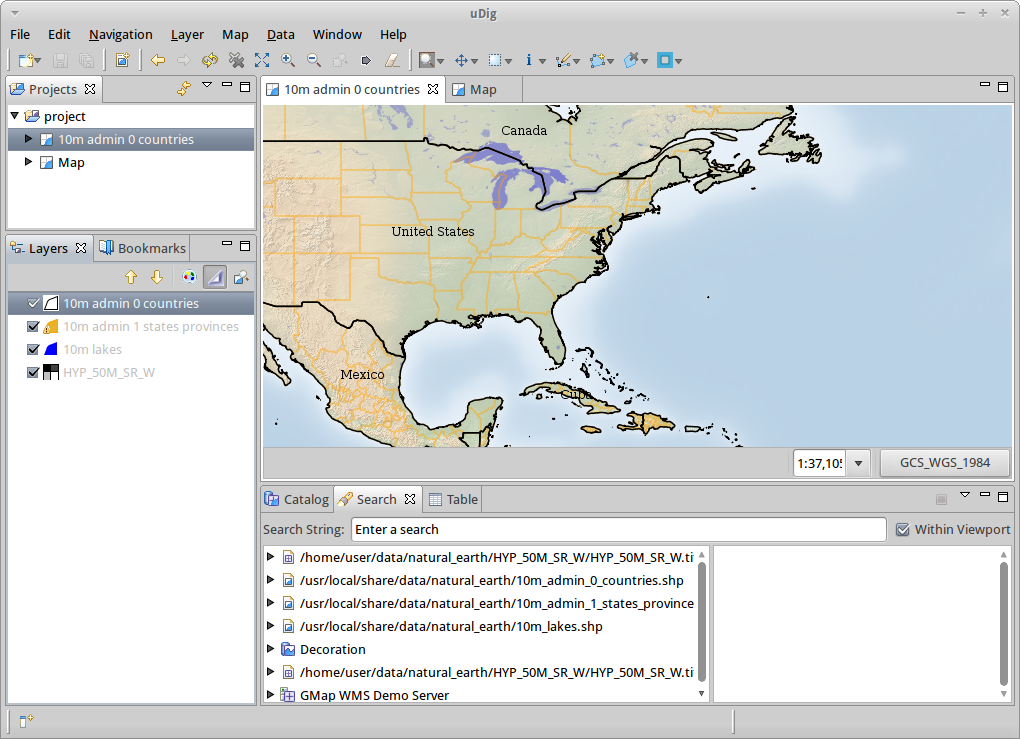 uDig
File Edit Navigation Layer Map Data Window Help
Projects
project
10m admin 0 countries
Map
Layers Bookmarks
10m admin 0 countries
10m admin 1 states provinces
10m lakes
HYP_50M_SR_W
10m admin 0 countries Map
Canada
United States
Mexico
Cuba
1:37,105 GCS_WGS_1984
Catalog Search Table
Search String: Enter a search Within Viewport
/home/user/data/natural_earth/HYP_50M_SR_W/HYP_50M_SR_W.ti
/usr/local/share/data/natural_earth/10m_admin_0_countries.shp
/usr/local/share/data/natural_earth/10m_admin_1_states_province
/usr/local/share/data/natural_earth/10m_lakes.shp
Decoration
/home/user/data/natural_earth/HYP_50M_SR_W/HYP_50M_SR_W.ti
GMap WMS Demo Server